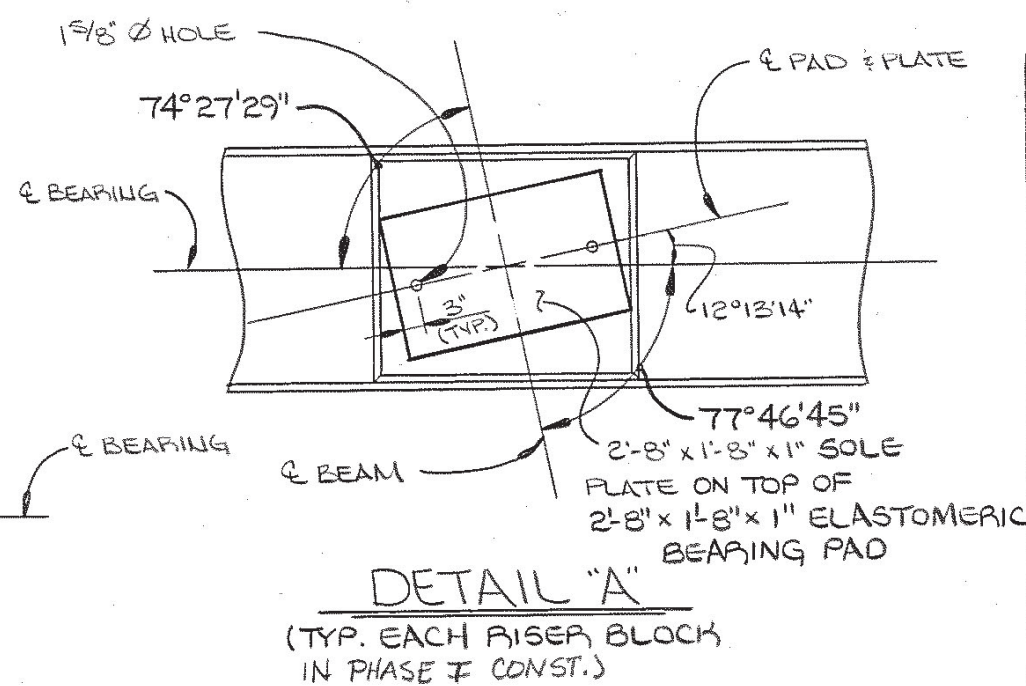 1 5/8" Ø HOLE
℄ PAD & PLATE
74°27'29"
℄ BEARING
3"
(TYP.)
12°13'14"
77°46'45"
℄ BEARING
℄ BEAM
2'-8" x 1'-8" x 1" SOLE
PLATE ON TOP OF
2'-8" x 1'-8" x 1" ELASTOMERIC
BEARING PAD
DETAIL "A"
(TYP. EACH RISER BLOCK
IN PHASE I CONST.)